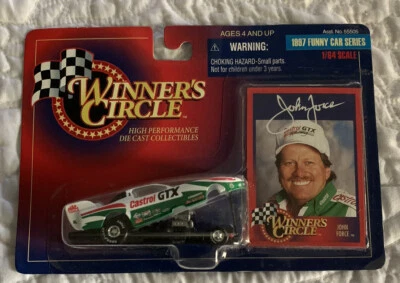 AGES 4 AND UP
Asst. No. 55505
WARNING:
CHOKING HAZARD-Small parts.
Not for children under 3 years.
1997 FUNNY CAR SERIES
1/64 SCALE
WINNER'S
CIRCLE
HIGH PERFORMANCE
DIE CAST COLLECTIBLES
John Force
Castrol GTX
Castrol GTX
WINNER'S
CIRCLE
JOHN
FORCE